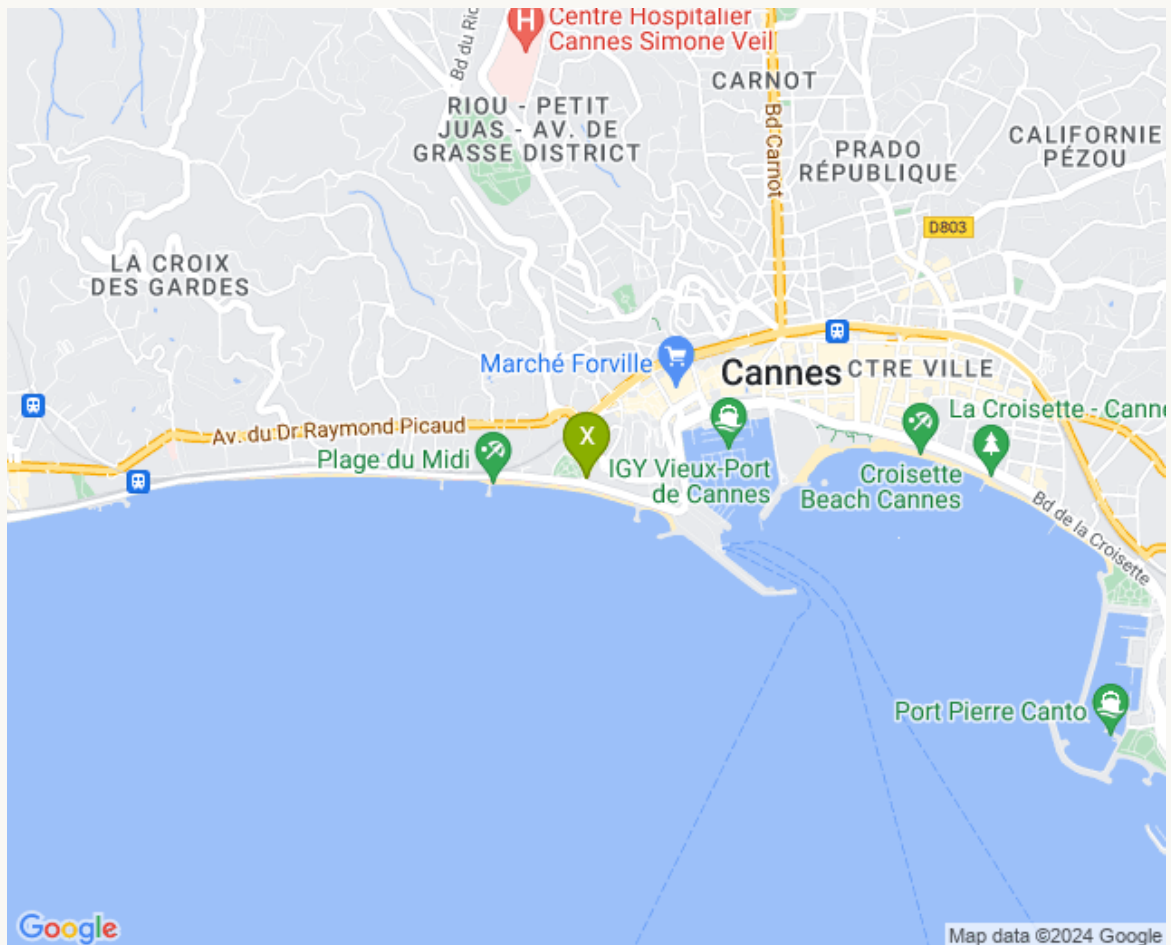 Centre Hospitalier
Cannes Simone Veil
Bd du Rio
CARNOT
RIOU - PETIT
JUAS - AV. DE
GRASSE DISTRICT
Bd Carnot
CALIFORNIE
PÉZOU
PRADO
RÉPUBLIQUE
D803
LA CROIX
DES GARDES
Marché Forville
Cannes
CTRE VILLE
La Croisette - Canne
Av. du Dr Raymond Picaud
X
Plage du Midi
IGY Vieux-Port
de Cannes
Croisette
Beach Cannes
Bd de la Croisette
Port Pierre Canto
Google
Map data ©2024 Google